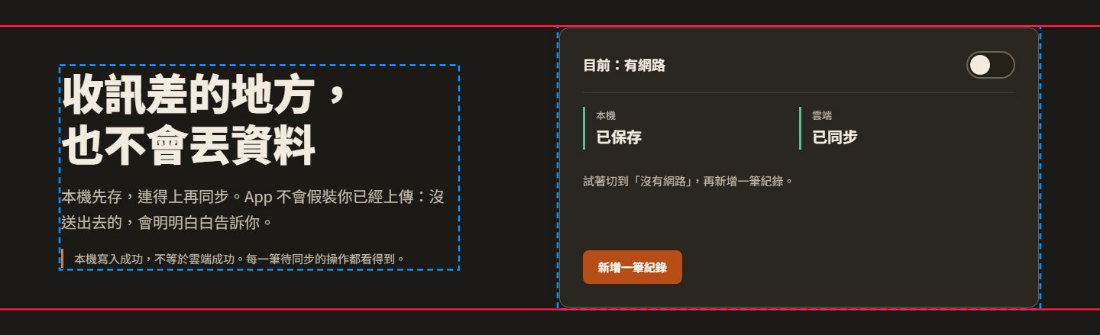 收訊差的地方，
也不會丟資料
本機先存，連得上再同步。App 不會假裝你已經上傳：沒
送出去的，會明明白白告訴你。
本機寫入成功，不等於雲端成功。每一筆待同步的操作都看得到。
目前：有網路
本機
已保存
雲端
已同步
試著切到「沒有網路」，再新增一筆紀錄。
新增一筆紀錄